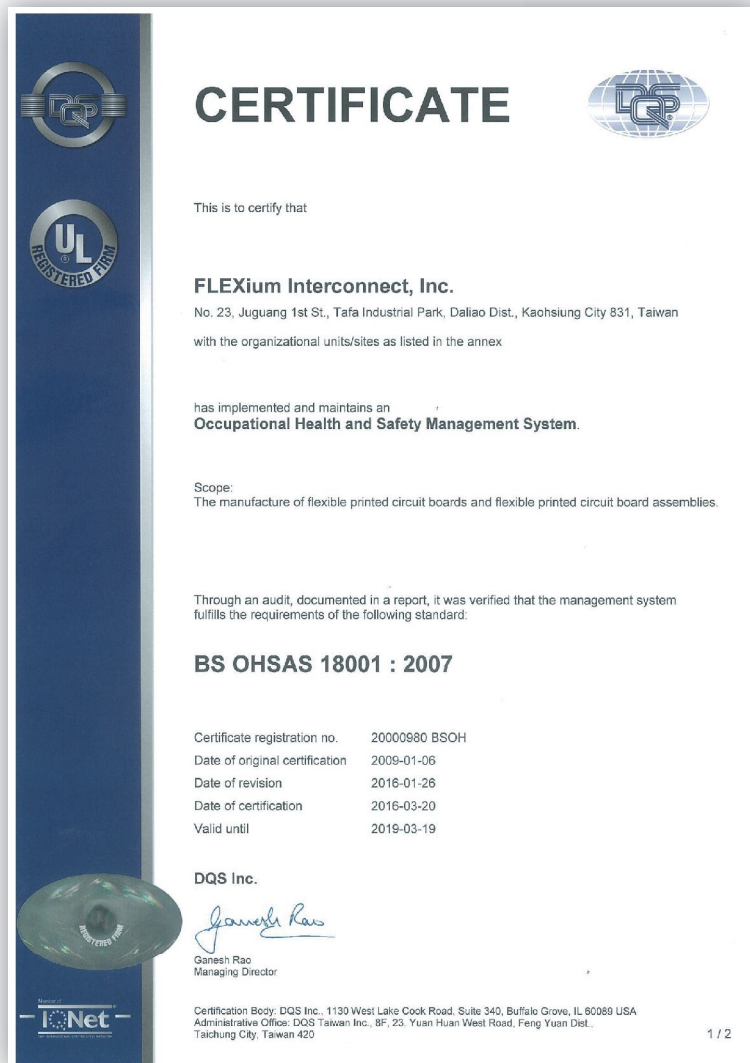 DQS
CERTIFICATE
DQS
This is to certify that
UL
®
REGISTERED FIRM
FLEXium Interconnect, Inc.
No. 23, Juguang 1st St., Tafa Industrial Park, Daliao Dist., Kaohsiung City 831, Taiwan
with the organizational units/sites as listed in the annex
has implemented and maintains an
Occupational Health and Safety Management System.
Scope:
The manufacture of flexible printed circuit boards and flexible printed circuit board assemblies.
Through an audit, documented in a report, it was verified that the management system
fulfills the requirements of the following standard:
BS OHSAS 18001 : 2007
Certificate registration no. 20000980 BSOH
Date of original certification 2009-01-06
Date of revision 2016-01-26
Date of certification 2016-03-20
Valid until 2019-03-19
DQS Inc.
Ganesh Rao
REGISTERED FIRM
Ganesh Rao
Managing Director
Member of
IQNet
Certification Body: DQS Inc., 1130 West Lake Cook Road, Suite 340, Buffalo Grove, IL 60089 USA
Administrative Office: DQS Taiwan Inc., 8F, 23, Yuan Huan West Road, Feng Yuan Dist.,
Taichung City, Taiwan 420
1 / 2